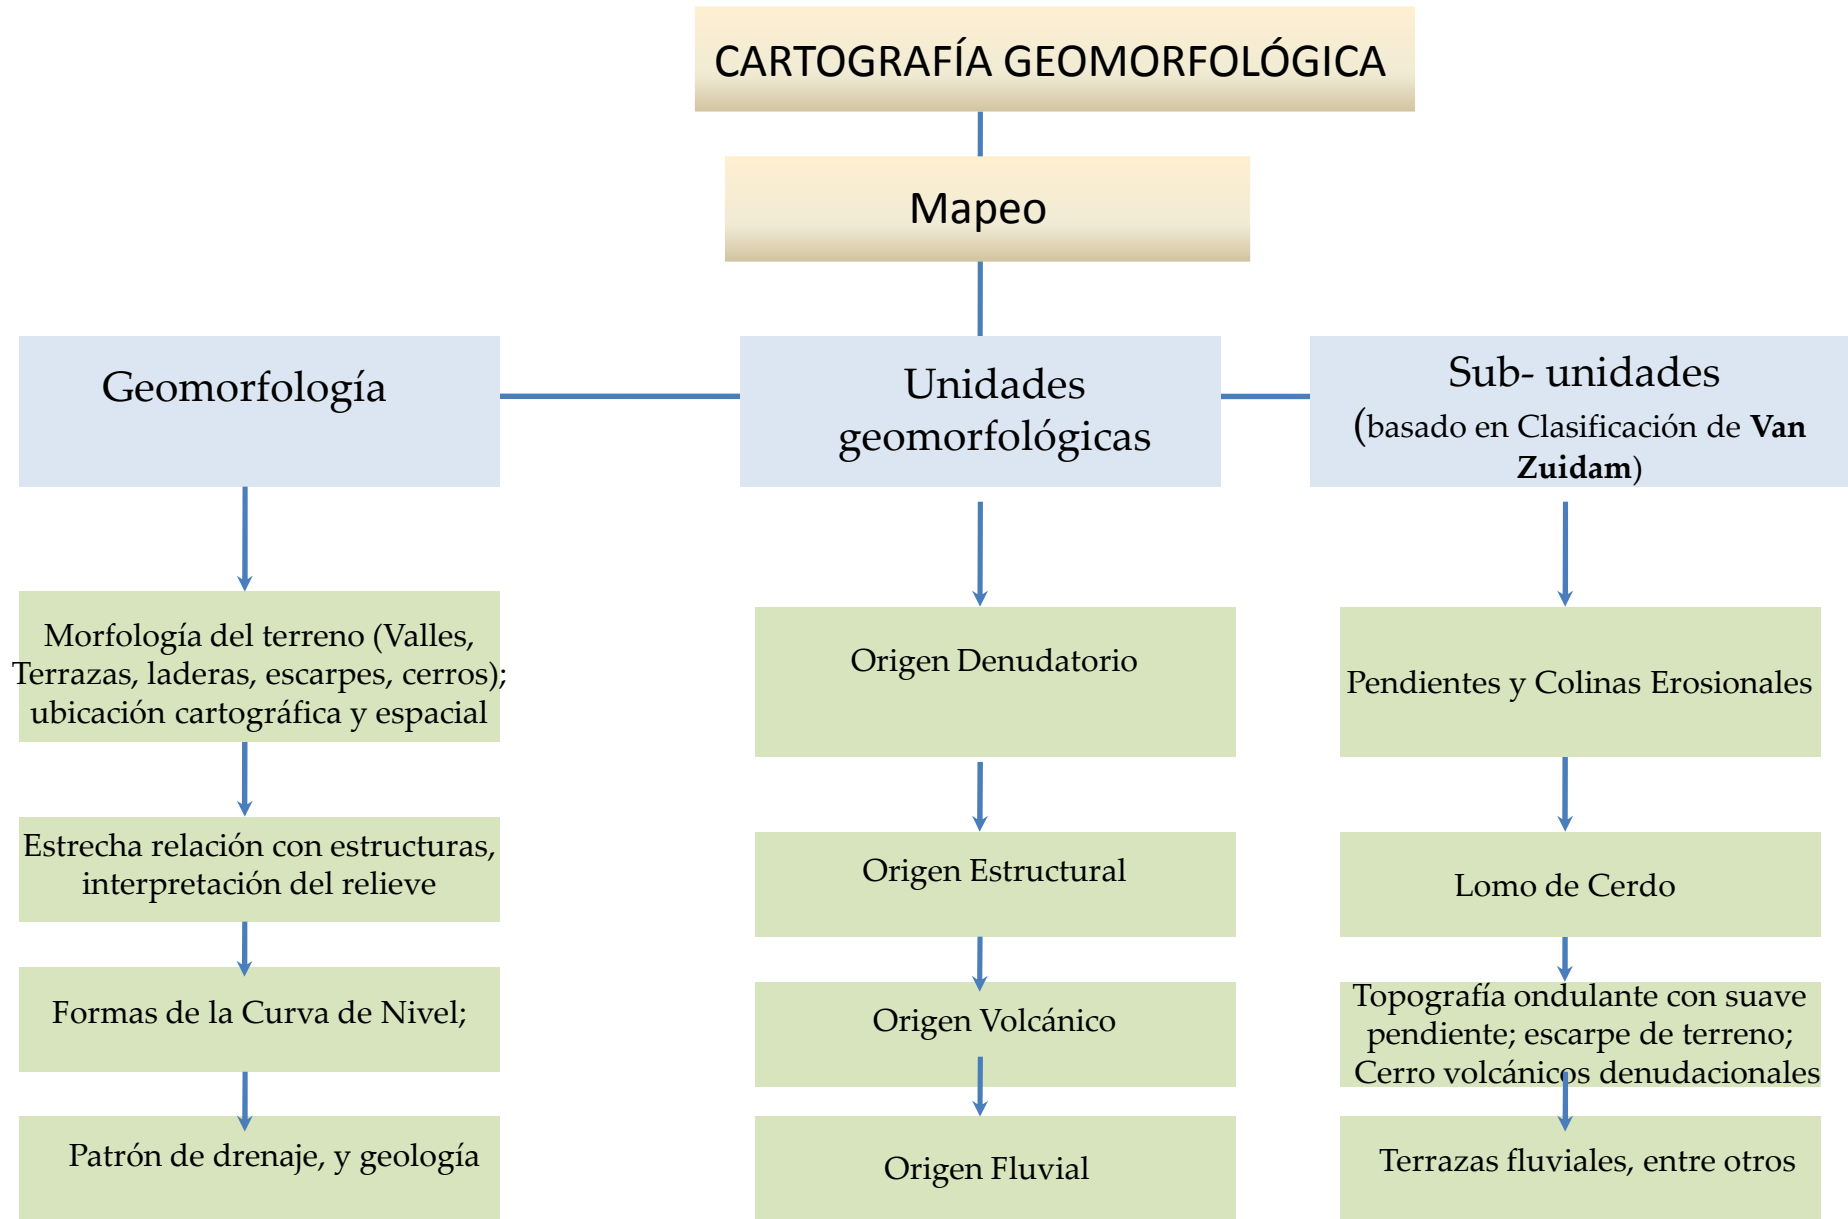 CARTOGRAFÍA GEOMORFOLÓGICA
Mapeo
Geomorfología
Morfología del terreno (Valles,
Terrazas, laderas, escarpes, cerros);
ubicación cartográfica y espacial
Estrecha relación con estructuras,
interpretación del relieve
Formas de la Curva de Nivel;
Patrón de drenaje, y geología
Unidades
geomorfológicas
Origen Denudatorio
Origen Estructural
Origen Volcánico
Origen Fluvial
Sub- unidades
(basado en Clasificación de Van
Zuidam)
Pendientes y Colinas Erosionales
Lomo de Cerdo
Topografía ondulante con suave
pendiente; escarpe de terreno;
Cerro volcánicos denudacionales
Terrazas fluviales, entre otros